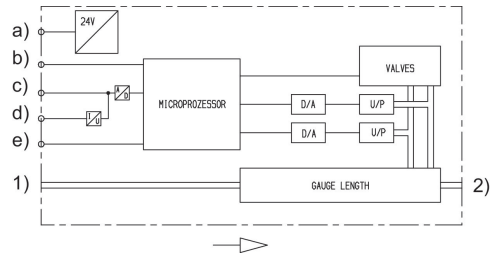 a)
24V
b)
c)
A
D
d)
I
U
e)
MICROPROZESSOR
VALVES
D/A
U/P
D/A
U/P
1)
GAUGE LENGTH
2)